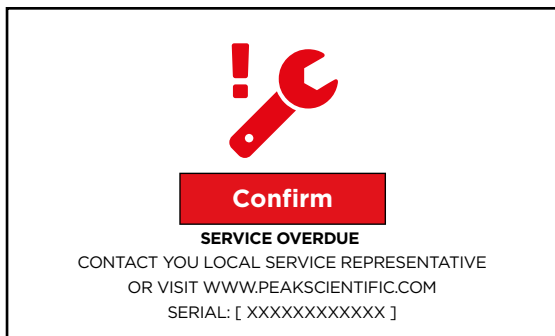 Confirm
SERVICE OVERDUE
CONTACT YOU LOCAL SERVICE REPRESENTATIVE
OR VISIT WWW.PEAKSCIENTIFIC.COM
SERIAL: [ XXXXXXXXXXXX ]